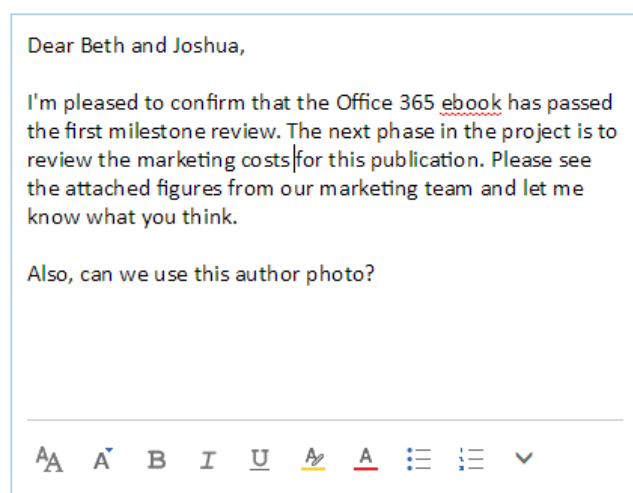 Dear Beth and Joshua,
I'm pleased to confirm that the Office 365 ebook has passed
the first milestone review. The next phase in the project is to
review the marketing costs for this publication. Please see
the attached figures from our marketing team and let me
know what you think.
Also, can we use this author photo?
AA A B I U A A